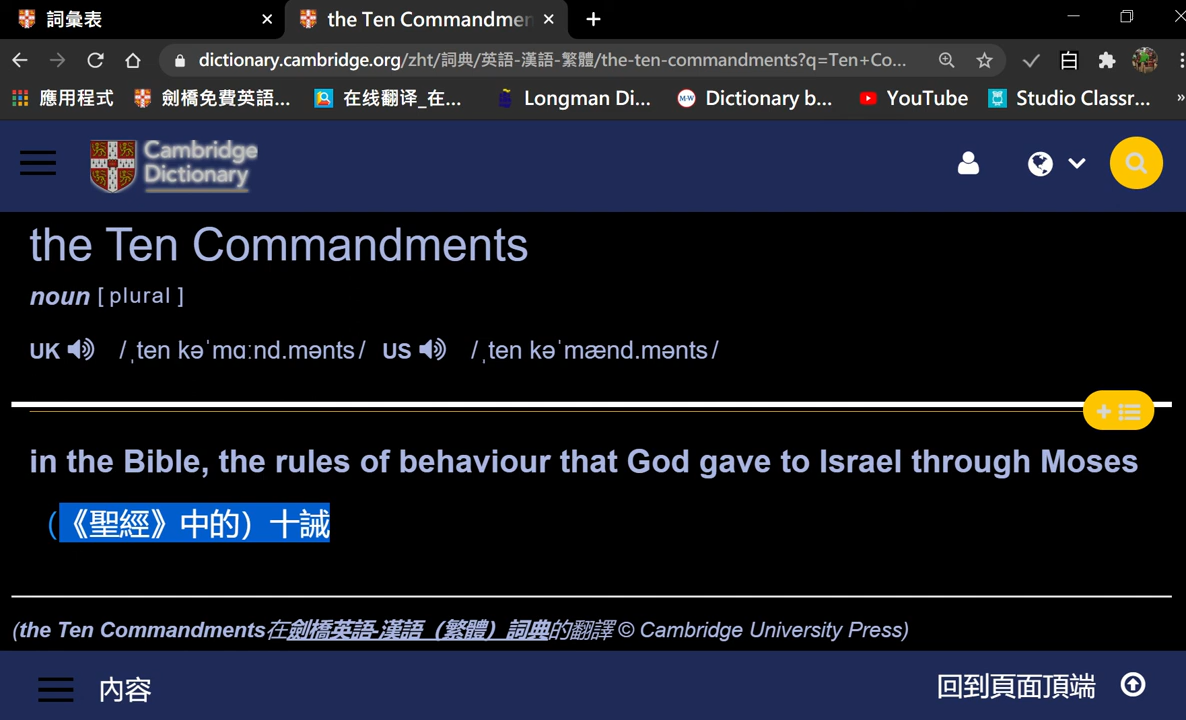 詞彙表
the Ten Commandmen
dictionary.cambridge.org/zht/詞典/英語-漢語-繁體/the-ten-commandments?q=Ten+Co...
應用程式
劍橋免費英語...
在线翻译_在...
Longman Di...
M-W
Dictionary b...
YouTube
Studio Classr...
»
Cambridge
Dictionary
the Ten Commandments
noun [ plural ]
UK /ˌten kəˈmɑːnd.mənts/ US /ˌten kəˈmænd.mənts/
in the Bible, the rules of behaviour that God gave to Israel through Moses
（《聖經》中的）十誡
(the Ten Commandments在劍橋英語-漢語（繁體）詞典的翻譯 © Cambridge University Press)
內容
回到頁面頂端